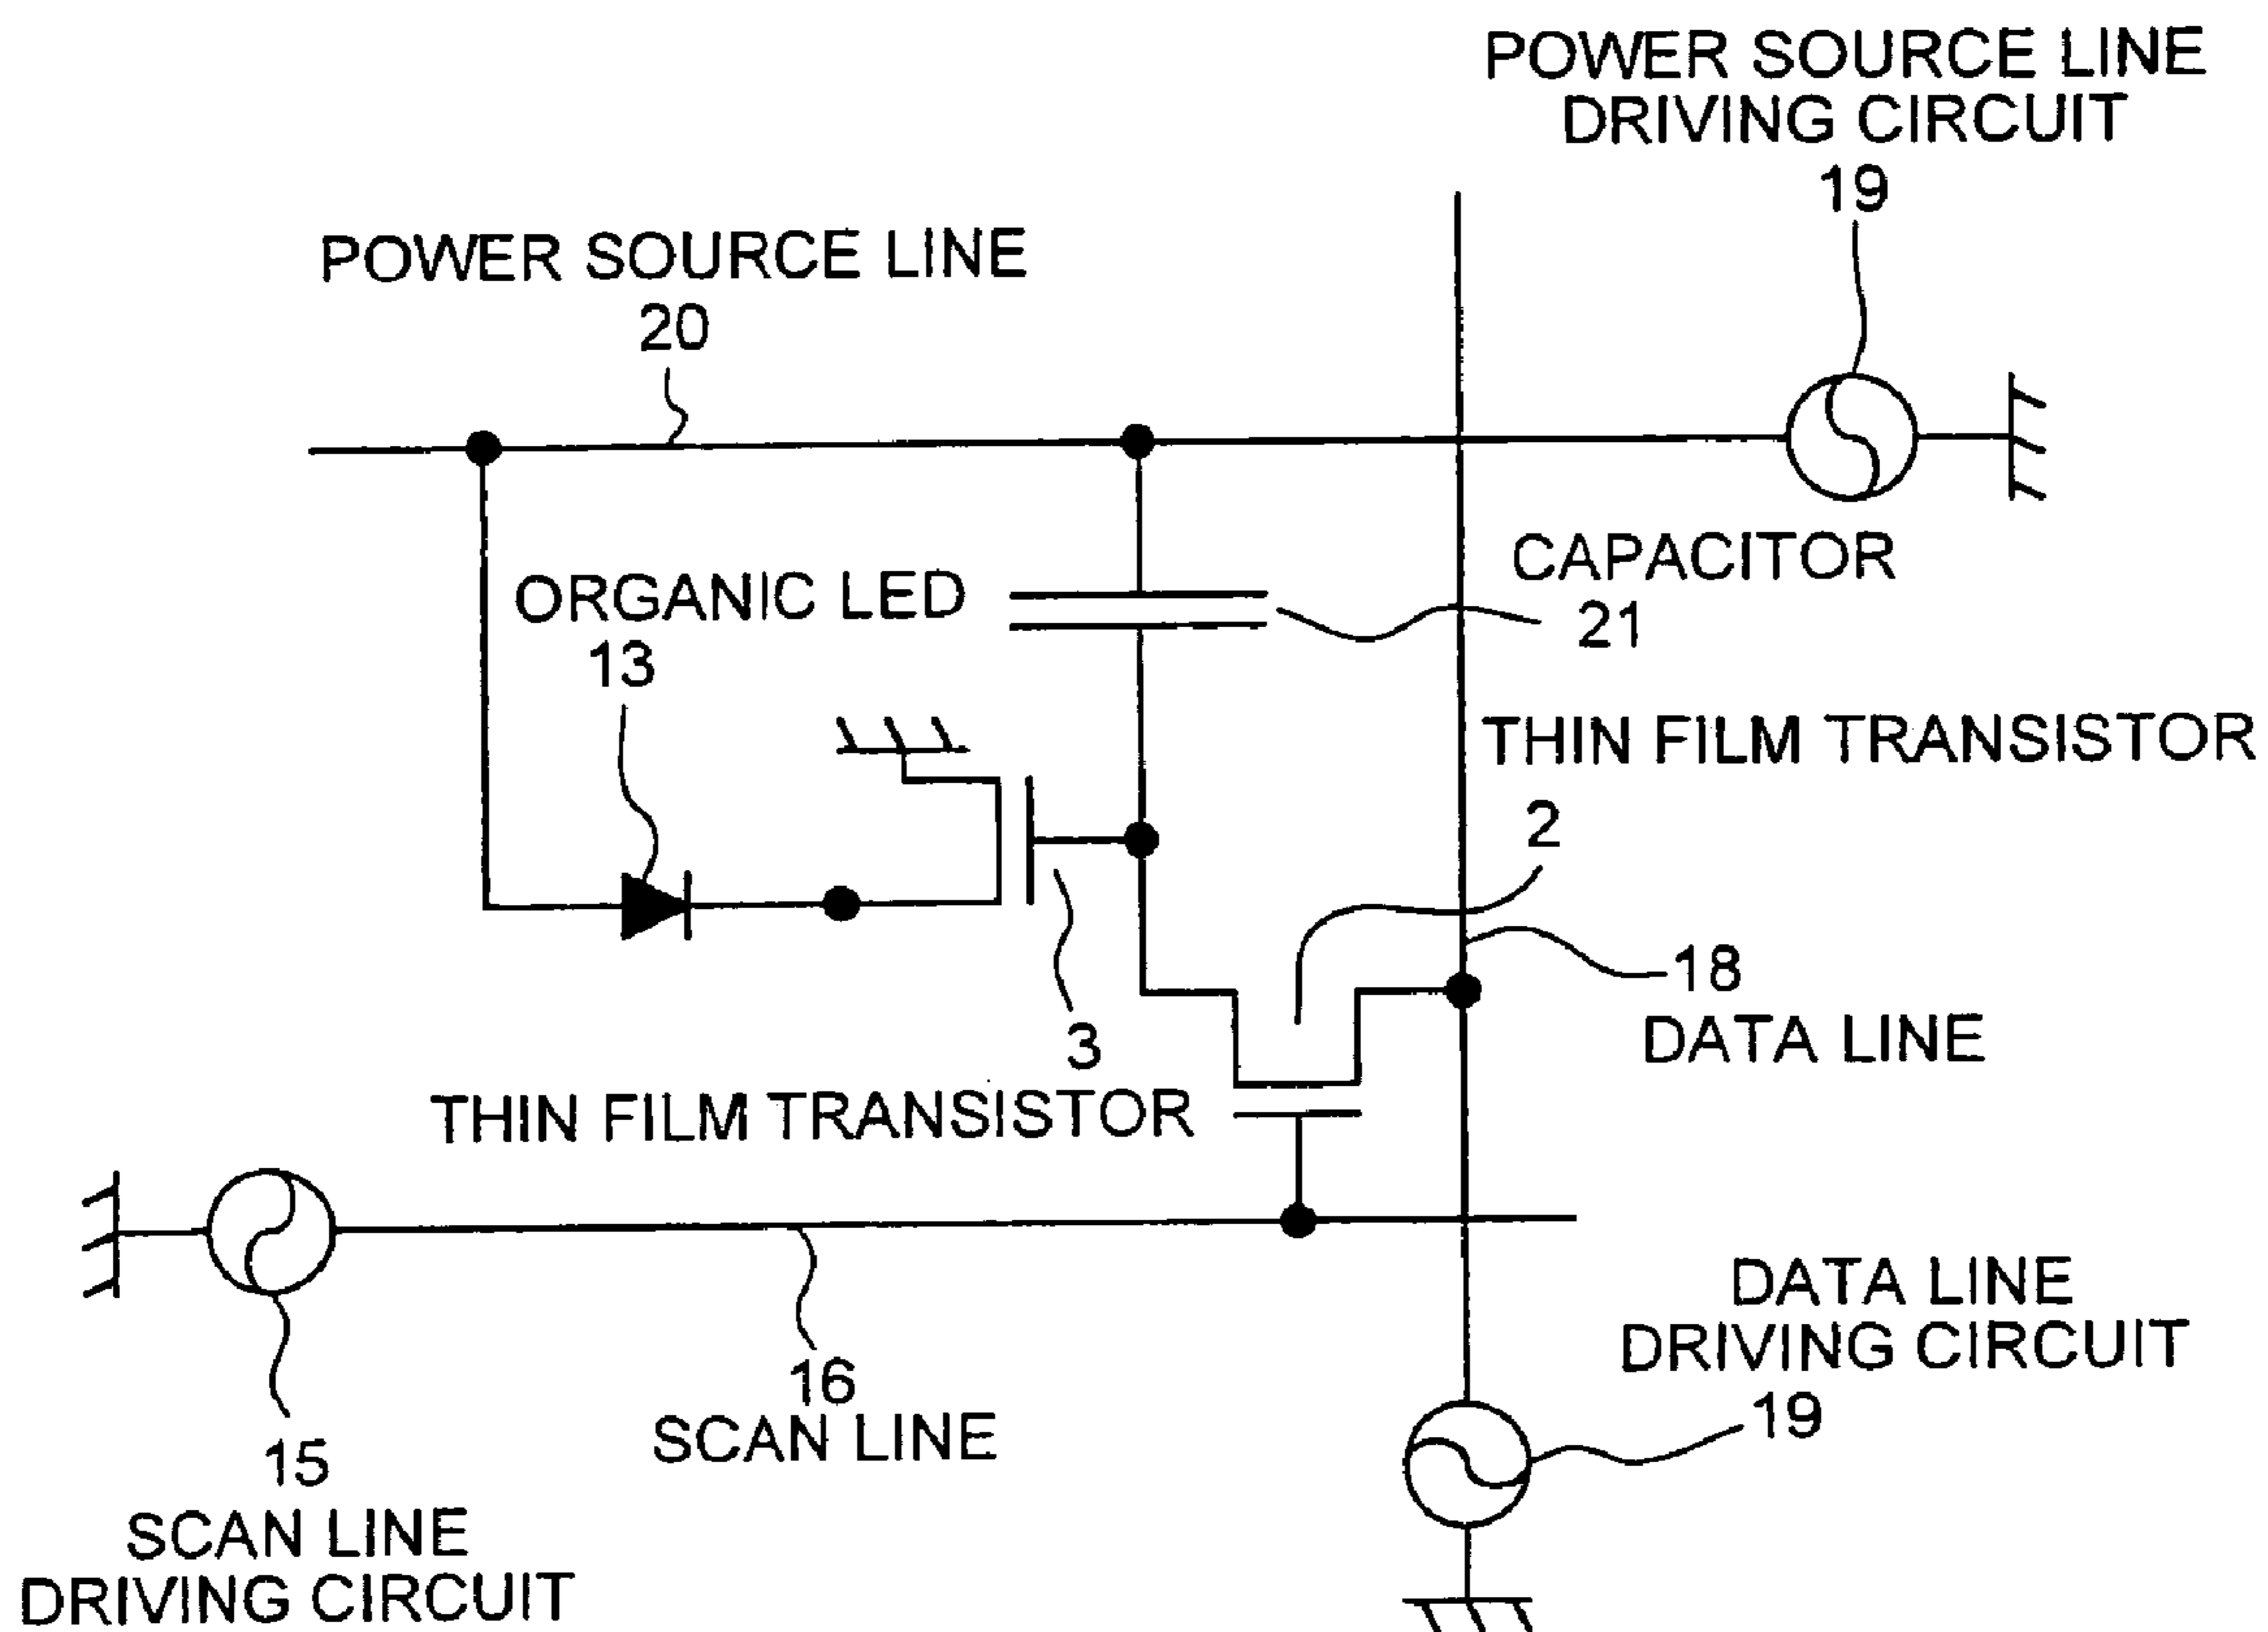 POWER SOURCE LINE
DRIVING CIRCUIT
19
POWER SOURCE LINE
20
CAPACITOR
21
ORGANIC LED
13
THIN FILM TRANSISTOR
2
18
DATA LINE
3
THIN FILM TRANSISTOR
DATA LINE
DRIVING CIRCUIT
19
16
SCAN LINE
15
SCAN LINE
DRIVING CIRCUIT